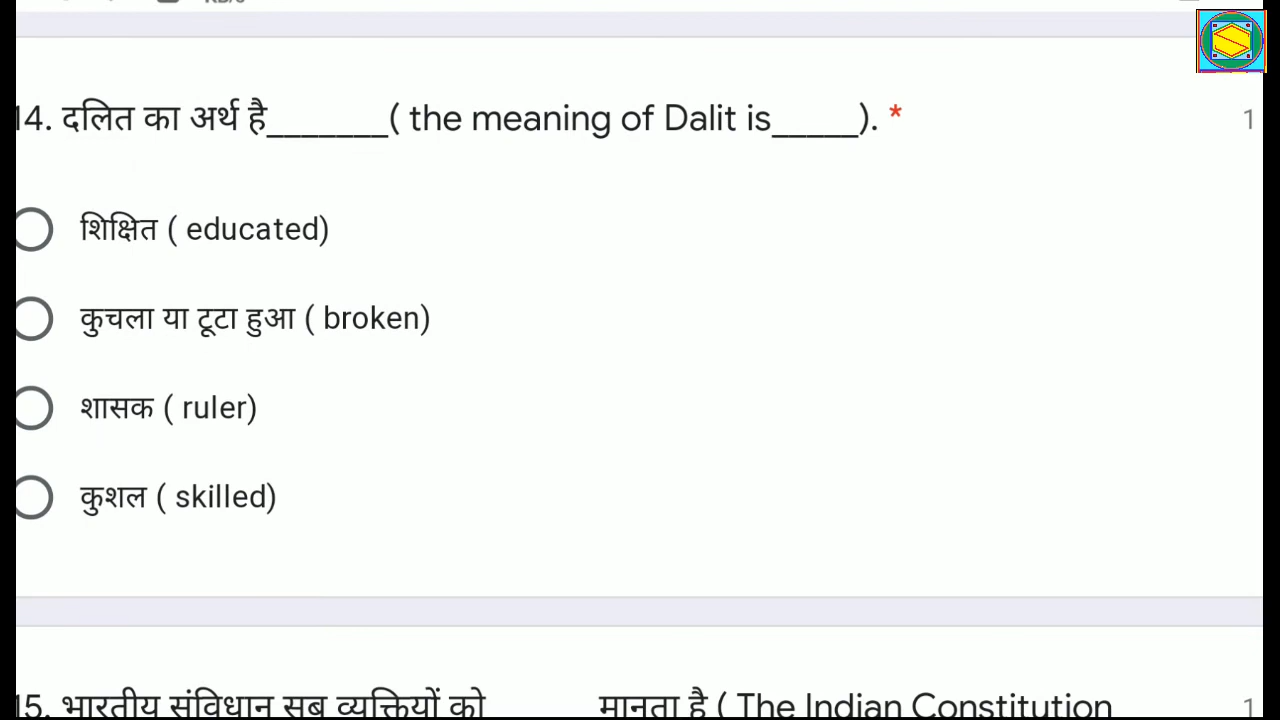 14. दलित का अर्थ है_______( the meaning of Dalit is_____). * 1
शिक्षित ( educated)
कुचला या टूटा हुआ ( broken)
शासक ( ruler)
कुशल ( skilled)
15. भारतीय संविधान सब व्यक्तियों को_______मानता है ( The Indian Constitution 1